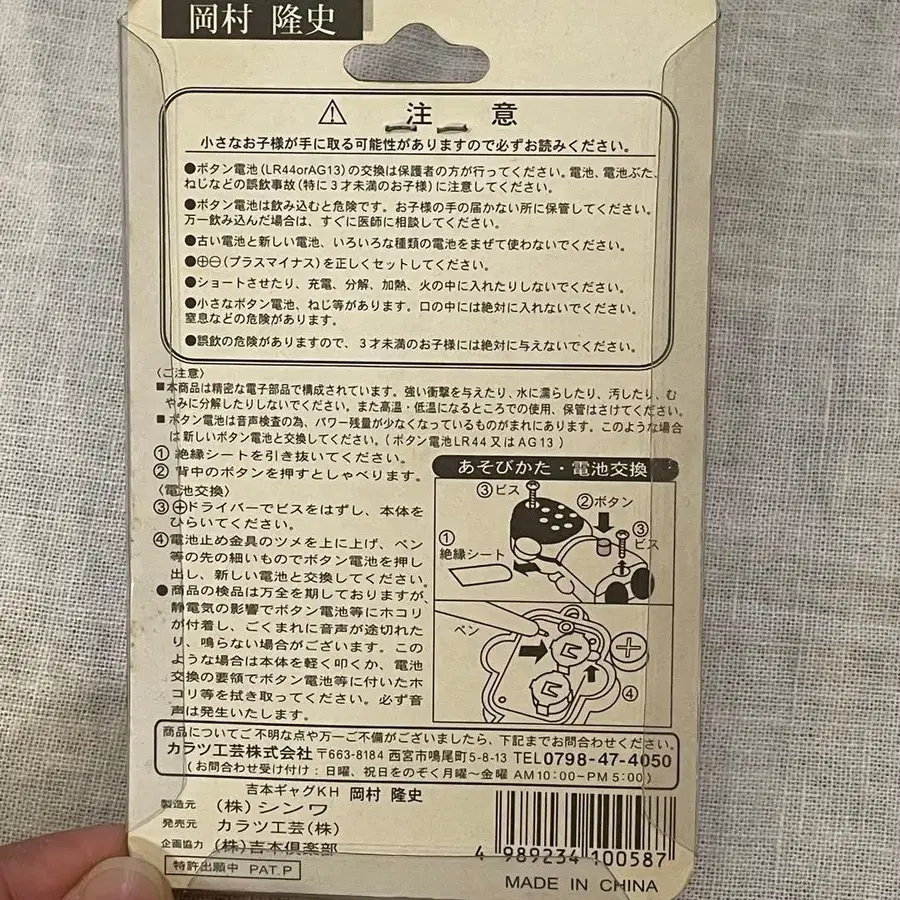 岡村 隆史
⚠ 注 意
小さなお子様が手に取る可能性がありますので必ずお読みください。
●ボタン電池(LR44orAG13)の交換は保護者の方が行ってください。電池、電池ぶた、
ねじなどの誤飲事故(特に3才未満のお子様)に注意してください。
●ボタン電池は飲み込むと危険です。お子様の手の届かない所に保管してください。
万一飲み込んだ場合は、すぐに医師に相談してください。
●古い電池と新しい電池、いろいろな種類の電池をまぜて使わないでください。
●⊕⊖(プラスマイナス)を正しくセットしてください。
●ショートさせたり、充電、分解、加熱、火の中に入れたりしないでください。
●小さなボタン電池、ねじ等があります。口の中には絶対に入れないでください。
窒息などの危険があります。
●誤飲の危険がありますので、3才未満のお子様には絶対に与えないでください。
〈ご注意〉
■本商品は精密な電子部品で構成されています。強い衝撃を与えたり、水に濡らしたり、汚したり、む
やみに分解したりしないでください。また高温・低温になるところでの使用、保管はさけてください。
■ボタン電池は音声検査の為、パワー残量が少なくなっているものがまれにあります。このような場合
は新しいボタン電池と交換してください。(ボタン電池LR44又はAG13)
①絶縁シートを引き抜いてください。
②背中のボタンを押すとしゃべります。
〈電池交換〉
③⊕ドライバーでビスをはずし、本体を
ひらいてください。
④電池止め金具のツメを上に上げ、ペン
等の先の細いものでボタン電池を押し
出し、新しい電池と交換してください。
●商品の検品は万全を期しておりますが、
静電気の影響でボタン電池等にホコリ
が付着し、ごくまれに音声が途切れた
り、鳴らない場合がございます。この
ような場合は本体を軽く叩くか、電池
交換の要領でボタン電池等に付いたホ
コリ等を拭き取ってください。必ず音
声は発生いたします。
あそびかた・電池交換
③ビス
②ボタン
③
ビス
①
絶縁シート
ペン
④
商品についてご不明な点や万一ご不備がございましたら、下記までお問合わせください。
カラツ工芸株式会社 〒663-8184 西宮市鳴尾町5-8-13 TEL0798-47-4050
(お問合わせ受け付け:日曜、祝日をのぞく月曜〜金曜 AM10:00〜PM5:00)
吉本ギャグKH 岡村 隆史
製造元 (株)シンワ
発売元 カラツ工芸(株)
企画協力 (株)吉本倶楽部
特許出願中 PAT.P
4 989234 100587
MADE IN CHINA